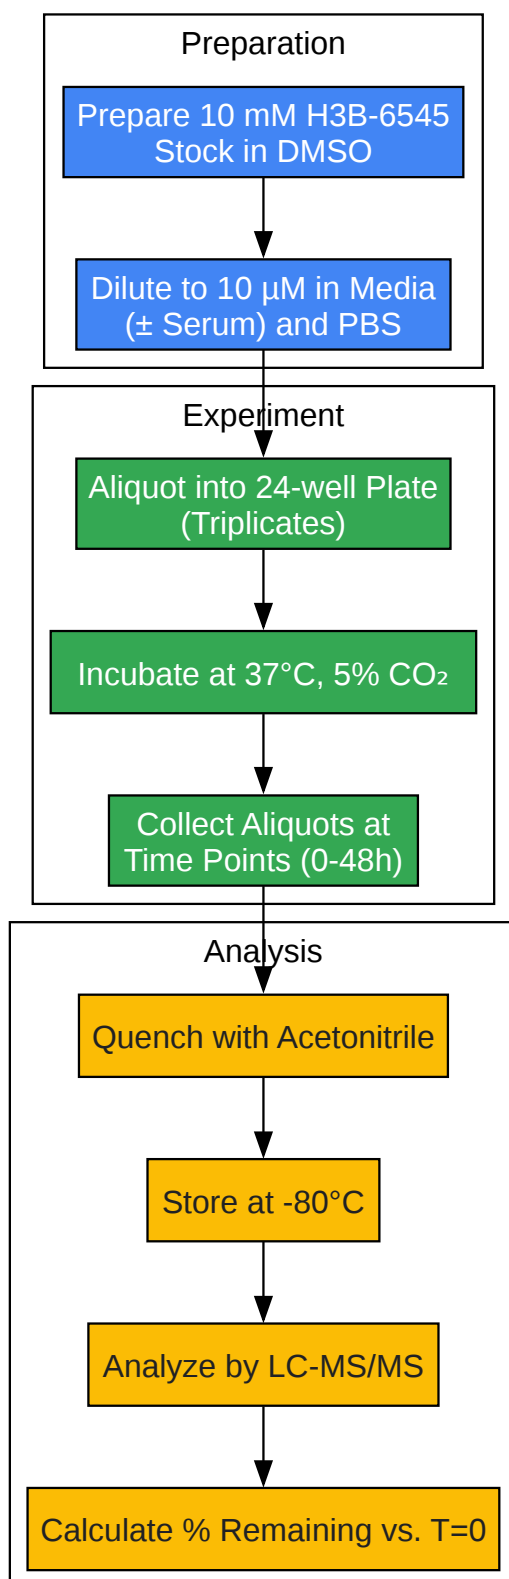 Preparation
Prepare 10 mM H3B-6545
Stock in DMSO
Dilute to 10 µM in Media
(± Serum) and PBS
Experiment
Aliquot into 24-well Plate
(Triplicates)
Incubate at 37°C, 5% CO₂
Collect Aliquots at
Time Points (0-48h)
Analysis
Quench with Acetonitrile
Store at -80°C
Analyze by LC-MS/MS
Calculate % Remaining vs. T=0